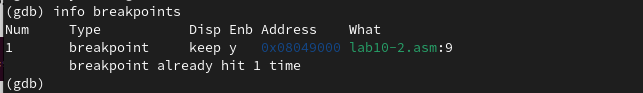 (gdb) info breakpoints
Num     Type           Disp Enb Address    What
1       breakpoint     keep y   0x08049000 lab10-2.asm:9
        breakpoint already hit 1 time
(gdb)